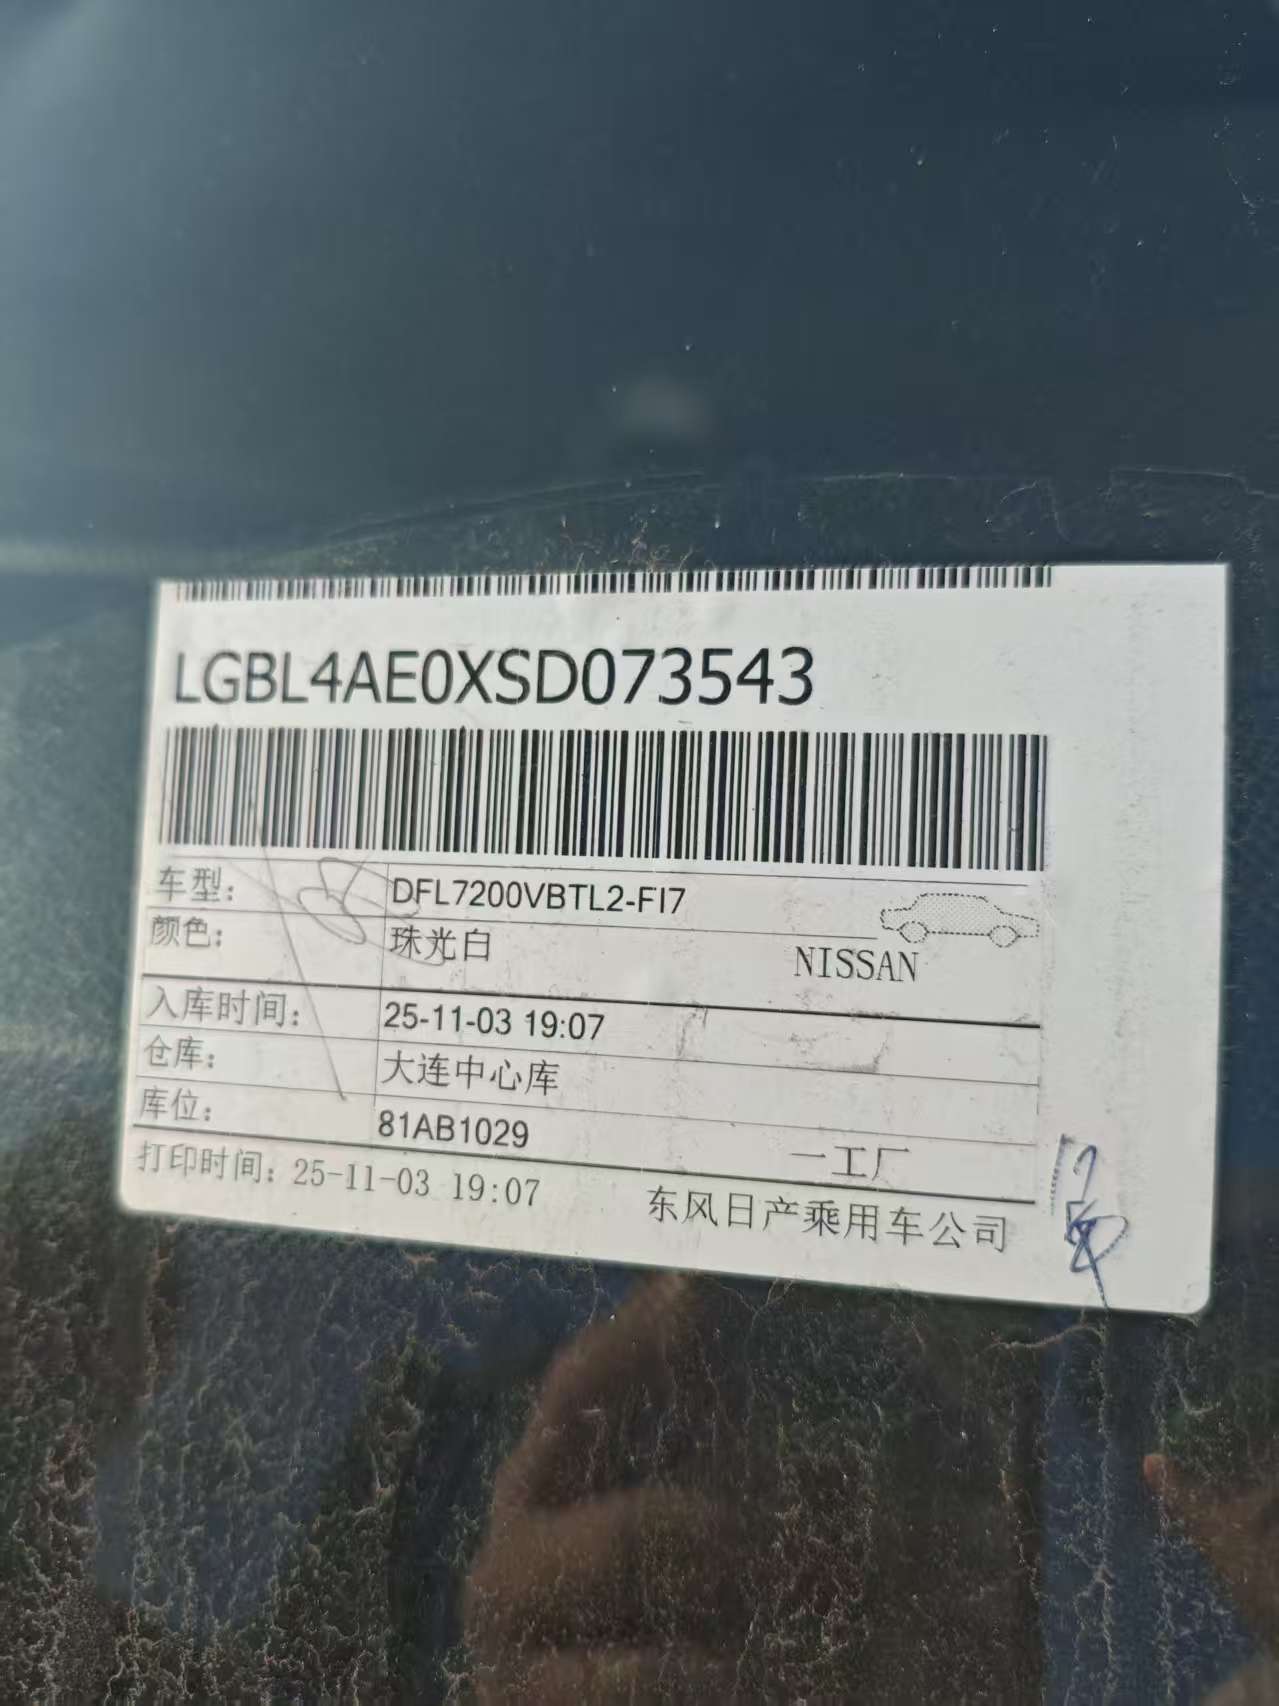 LGBL4AE0XSD073543
车型: DFL7200VBTL2-FI7
颜色: 珠光白
NISSAN
入库时间: 25-11-03 19:07
仓库: 大连中心库
库位: 81AB1029
一工厂
打印时间: 25-11-03 19:07 东风日产乘用车公司